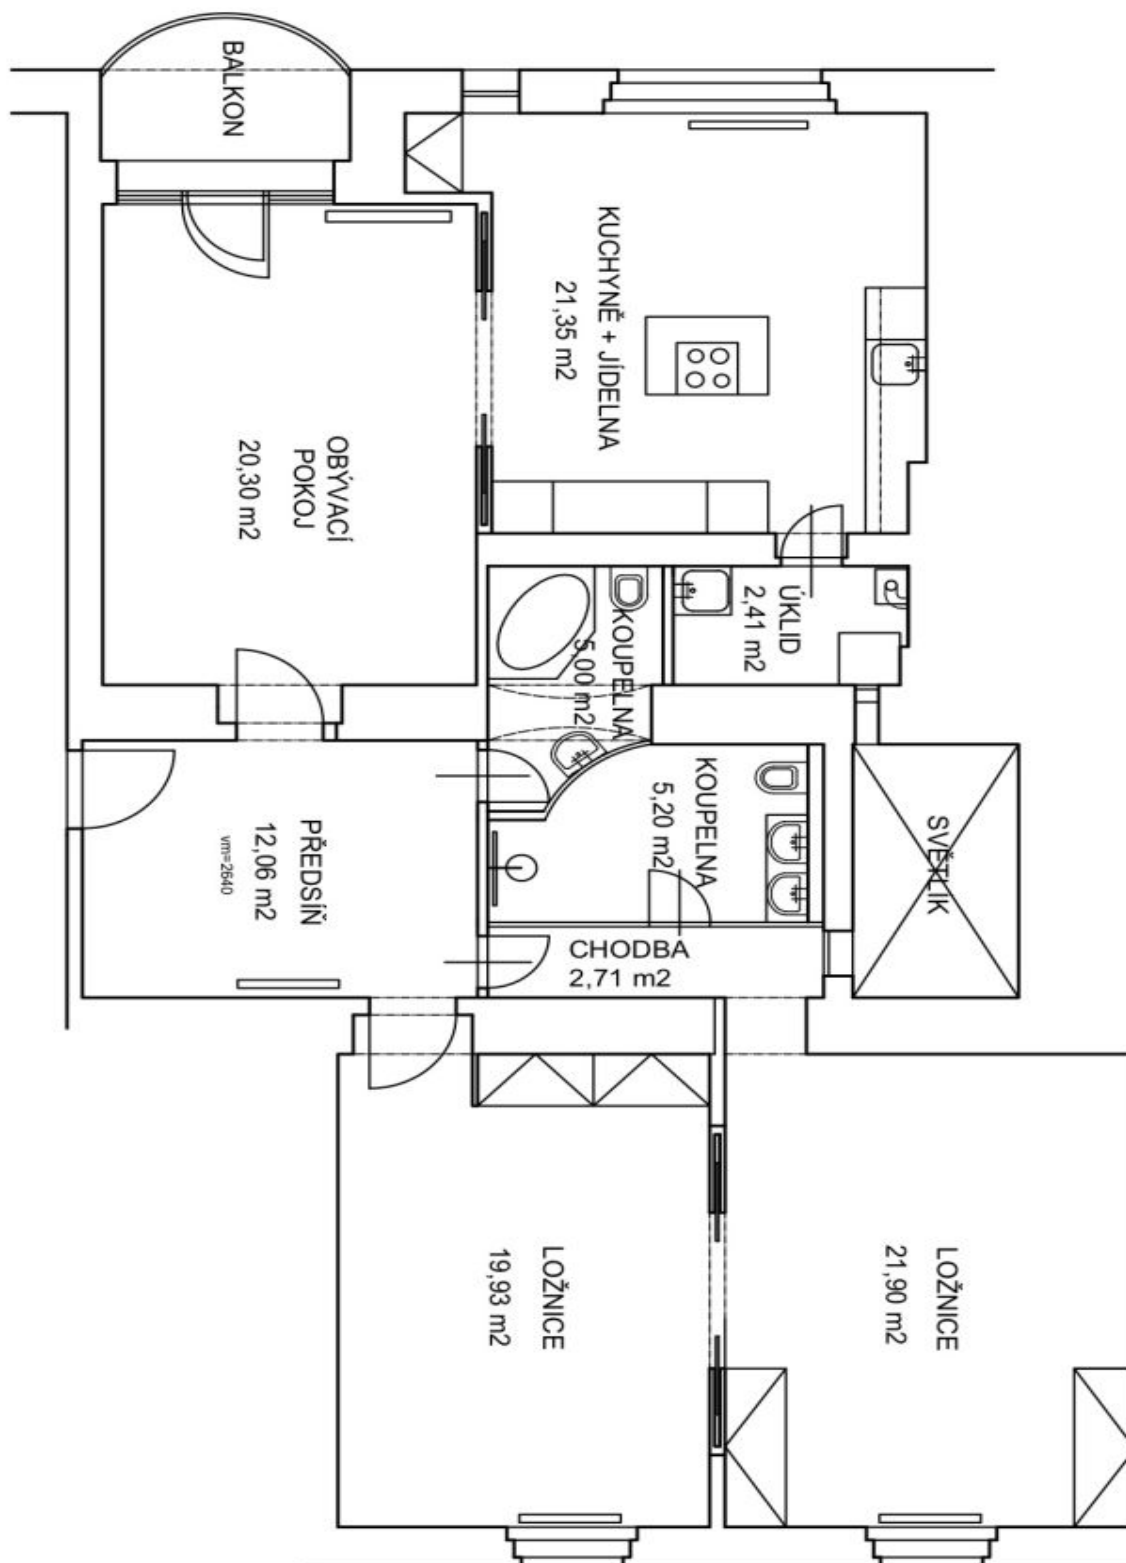 BALKON
KUCHYNĚ + JÍDELNA
21,35 m2
OBÝVACÍ
POKOJ
20,30 m2
ÚKLID
2,41 m2
KOUPELNA
5,00 m2
KOUPELNA
5,20 m2
SVĚTLIK
PŘEDSÍŇ
12,06 m2
vm=2640
CHODBA
2,71 m2
LOŽNICE
19,93 m2
LOŽNICE
21,90 m2